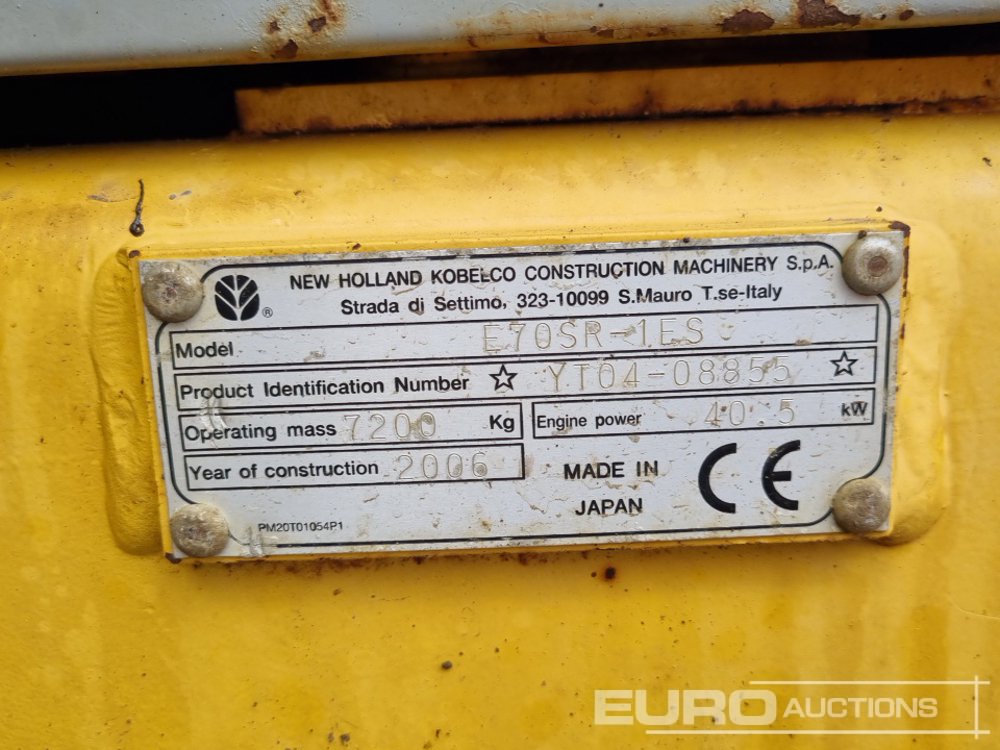 NEW HOLLAND KOBELCO CONSTRUCTION MACHINERY S.p.A.
Strada di Settimo, 323-10099 S.Mauro T.se-Italy
®
Model E70SR-1ES
Product Identification Number ☆ YT04-08855 ☆
Operating mass 7200 Kg Engine power 40.5 kW
Year of construction 2006
MADE IN
JAPAN
CE
PM20T01054P1
EURO AUCTIONS